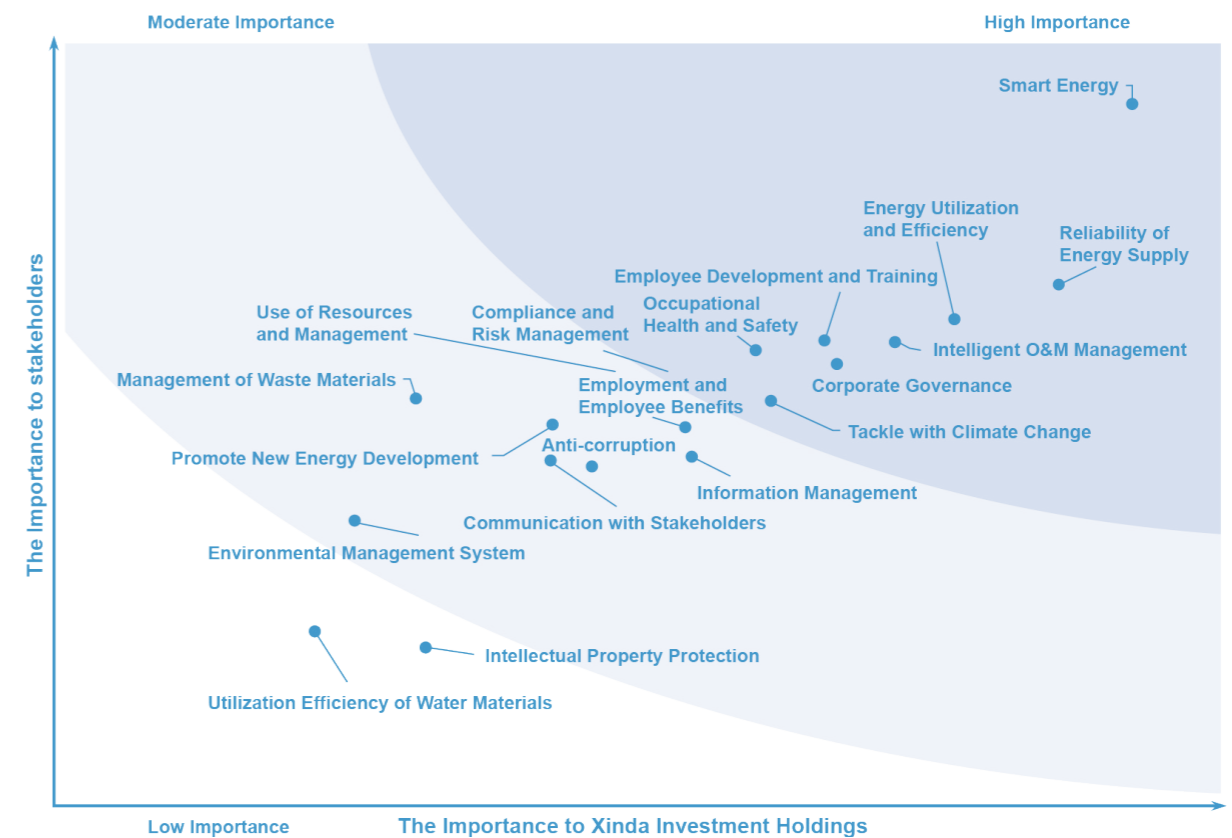 Moderate Importance
High Importance
Smart Energy
Energy Utilization
and Efficiency
Reliability of
Energy Supply
Employee Development and Training
Occupational
Health and Safety
Use of Resources
and Management
Compliance and
Risk Management
Intelligent O&M Management
Management of Waste Materials
Employment and
Employee Benefits
Corporate Governance
Tackle with Climate Change
Anti-corruption
Promote New Energy Development
Information Management
Communication with Stakeholders
Environmental Management System
Intellectual Property Protection
Utilization Efficiency of Water Materials
The Importance to stakeholders
Low Importance
The Importance to Xinda Investment Holdings